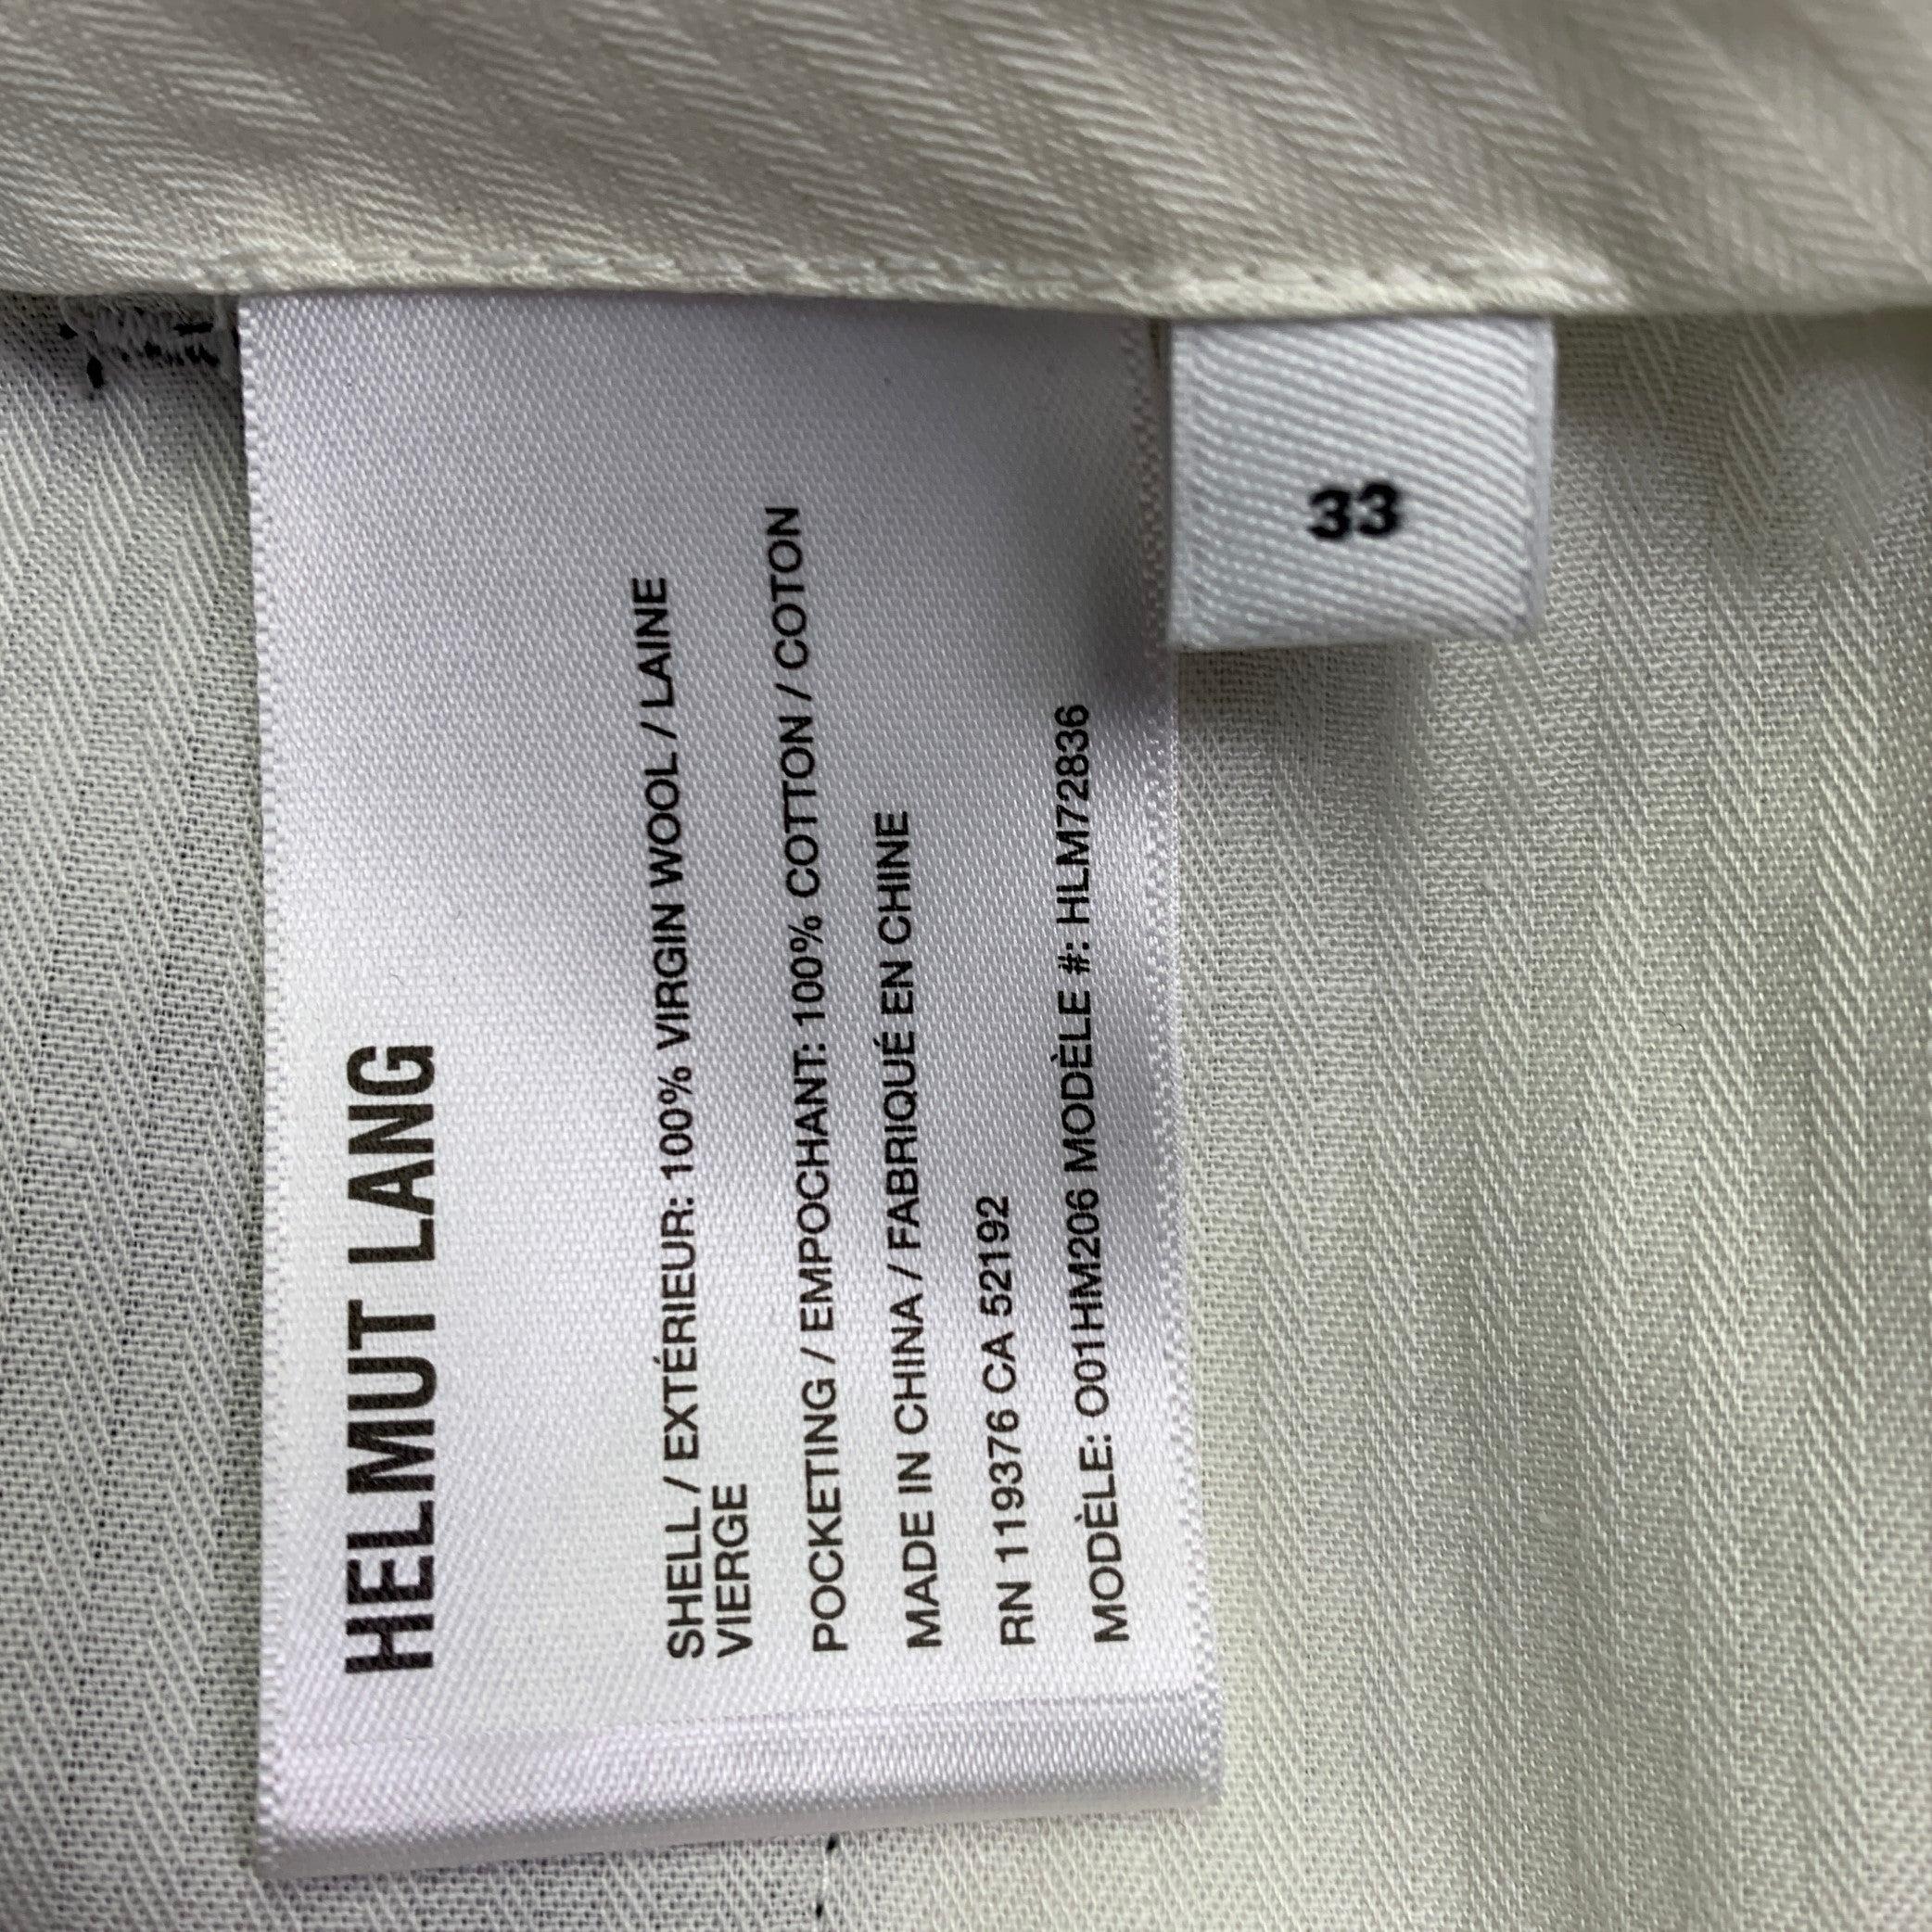 HELMUT LANG
SHELL / EXTÉRIEUR: 100% VIRGIN WOOL / LAINE
VIERGE
POCKETING / EMPOCHANT: 100% COTTON / COTON
MADE IN CHINA / FABRIQUÉ EN CHINE
RN 119376 CA 52192
MODÈLE: O01HM206 MODÈLE #: HLM72836
33